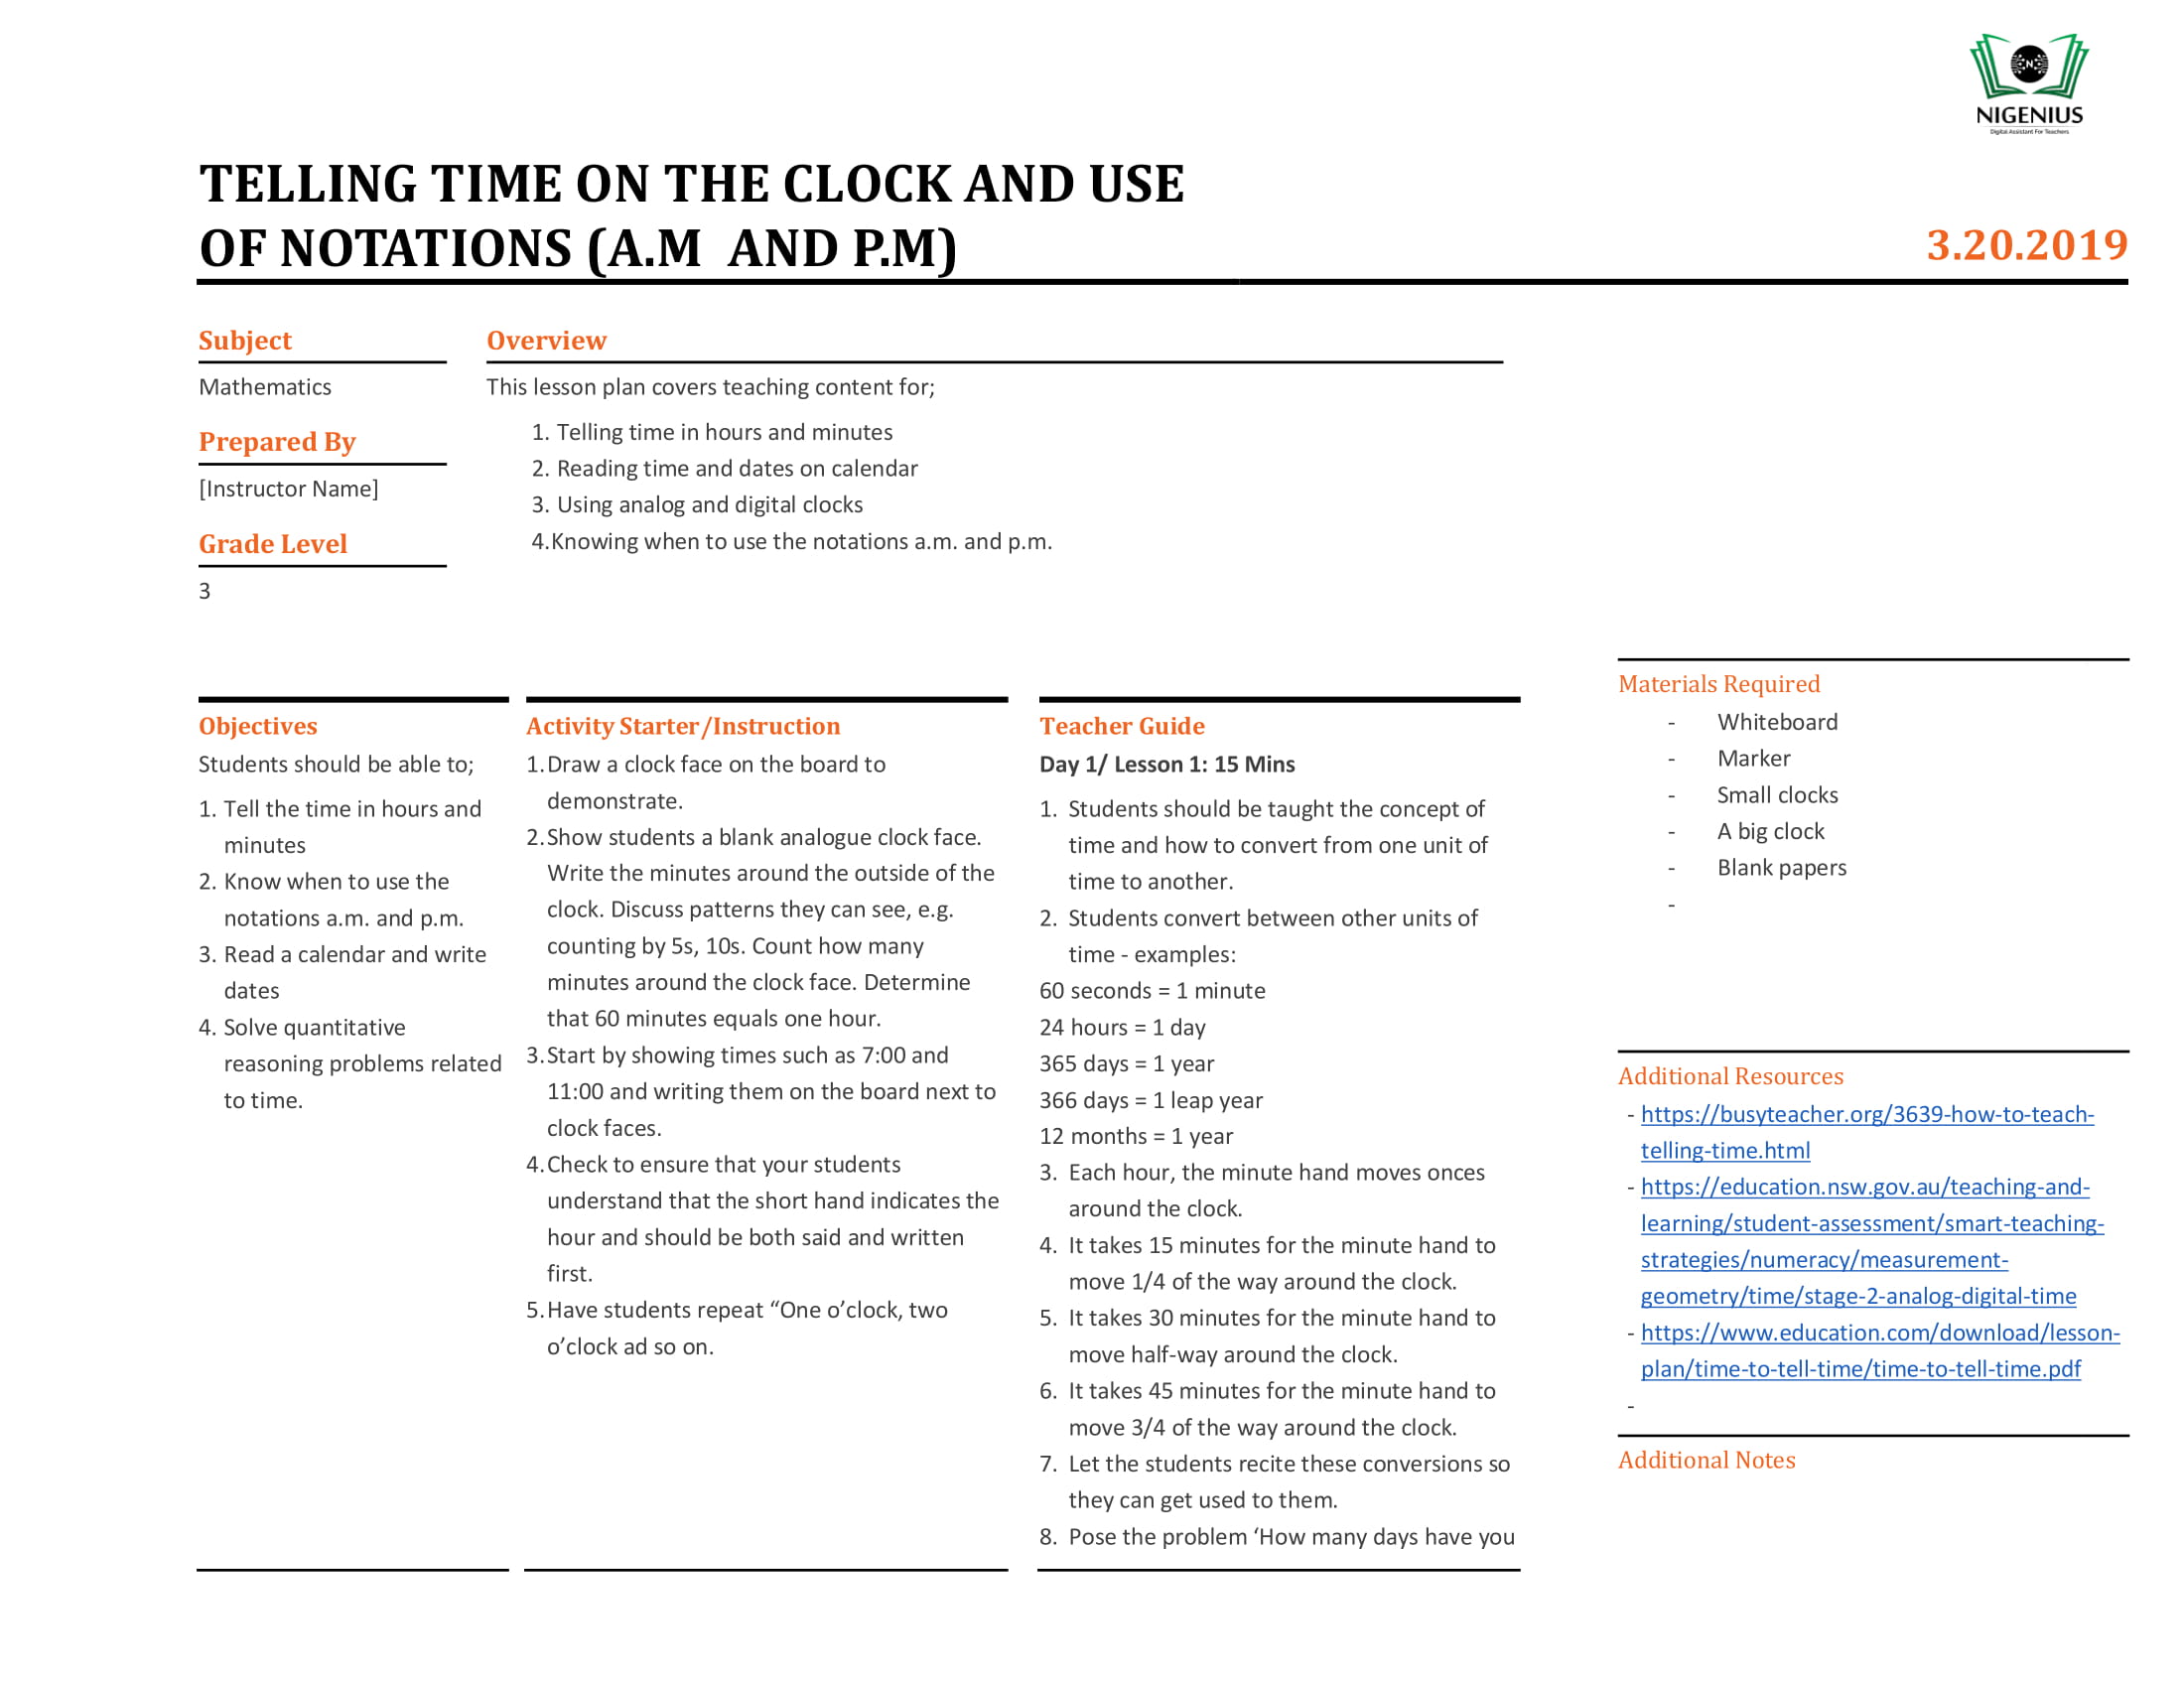 NIGENIUS
Digital Assistant For Teachers
TELLING TIME ON THE CLOCK AND USE
OF NOTATIONS (A.M  AND P.M)
3.20.2019
Subject
Mathematics
Prepared By
[Instructor Name]
Grade Level
3
Overview
This lesson plan covers teaching content for;
1. Telling time in hours and minutes
2. Reading time and dates on calendar
3. Using analog and digital clocks
4.Knowing when to use the notations a.m. and p.m.
Objectives
Students should be able to;
1. Tell the time in hours and
minutes
2. Know when to use the
notations a.m. and p.m.
3. Read a calendar and write
dates
4. Solve quantitative
reasoning problems related
to time.
Activity Starter/Instruction
1.Draw a clock face on the board to
demonstrate.
2.Show students a blank analogue clock face.
Write the minutes around the outside of the
clock. Discuss patterns they can see, e.g.
counting by 5s, 10s. Count how many
minutes around the clock face. Determine
that 60 minutes equals one hour.
3.Start by showing times such as 7:00 and
11:00 and writing them on the board next to
clock faces.
4.Check to ensure that your students
understand that the short hand indicates the
hour and should be both said and written
first.
5.Have students repeat “One o’clock, two
o’clock ad so on.
Teacher Guide
Day 1/ Lesson 1: 15 Mins
1. Students should be taught the concept of
time and how to convert from one unit of
time to another.
2. Students convert between other units of
time - examples:
60 seconds = 1 minute
24 hours = 1 day
365 days = 1 year
366 days = 1 leap year
12 months = 1 year
3. Each hour, the minute hand moves onces
around the clock.
4. It takes 15 minutes for the minute hand to
move 1/4 of the way around the clock.
5. It takes 30 minutes for the minute hand to
move half-way around the clock.
6. It takes 45 minutes for the minute hand to
move 3/4 of the way around the clock.
7. Let the students recite these conversions so
they can get used to them.
8. Pose the problem ‘How many days have you
Materials Required
- Whiteboard
- Marker
- Small clocks
- A big clock
- Blank papers
-
Additional Resources
- https://busyteacher.org/3639-how-to-teach-
telling-time.html
- https://education.nsw.gov.au/teaching-and-
learning/student-assessment/smart-teaching-
strategies/numeracy/measurement-
geometry/time/stage-2-analog-digital-time
- https://www.education.com/download/lesson-
plan/time-to-tell-time/time-to-tell-time.pdf
-
Additional Notes